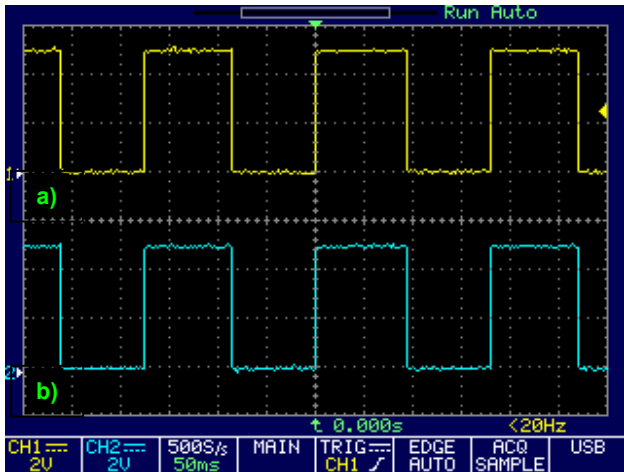 Run Auto
1
a)
2
b)
t 0.000s <20Hz
CH1 CH2 500S/s MAIN TRIG EDGE ACQ USB
2V 2V 50ms CH1 AUTO SAMPLE